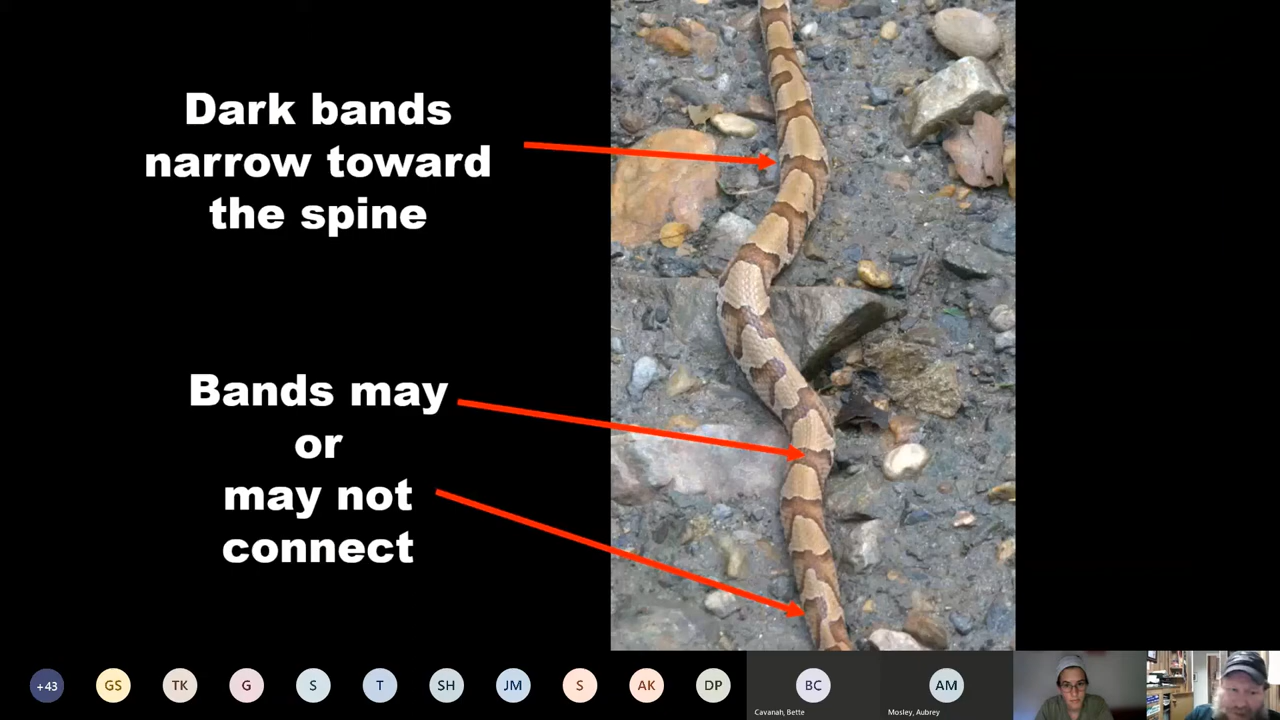 Dark bands
narrow toward
the spine
Bands may
or
may not
connect
+43
GS
TK
G
S
T
SH
JM
S
AK
DP
BC
AM
Cavanah, Bette
Mosley, Aubrey